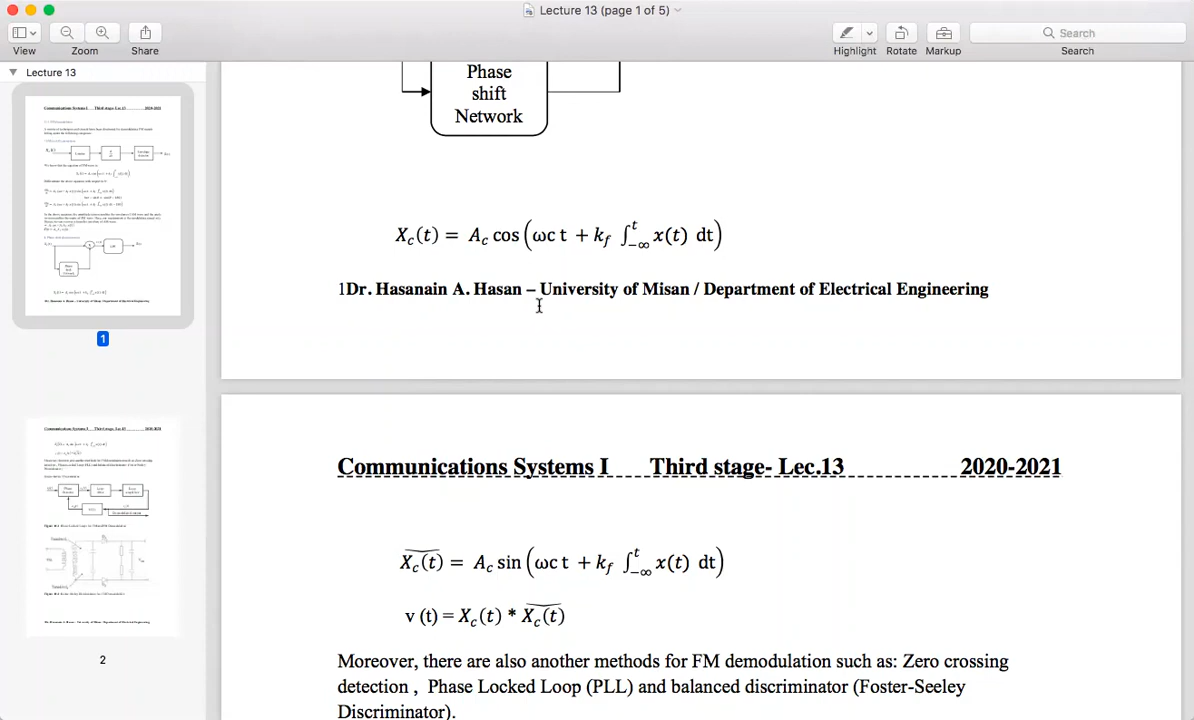 Lecture 13 (page 1 of 5)
View
Zoom
Share
Highlight
Rotate
Markup
Search
Search
Lecture 13
1
2
Phase
shift
Network
X_c(t) = A_c cos(ωc t + k_f ∫_{-∞}^{t} x(t) dt)
1Dr. Hasanain A. Hasan – University of Misan / Department of Electrical Engineering
Communications Systems I Third stage- Lec.13 2020-2021
X͡_c(t) = A_c sin(ωc t + k_f ∫_{-∞}^{t} x(t) dt)
v (t) = X_c(t) * X͡_c(t)
Moreover, there are also another methods for FM demodulation such as: Zero crossing
detection , Phase Locked Loop (PLL) and balanced discriminator (Foster-Seeley
Discriminator).